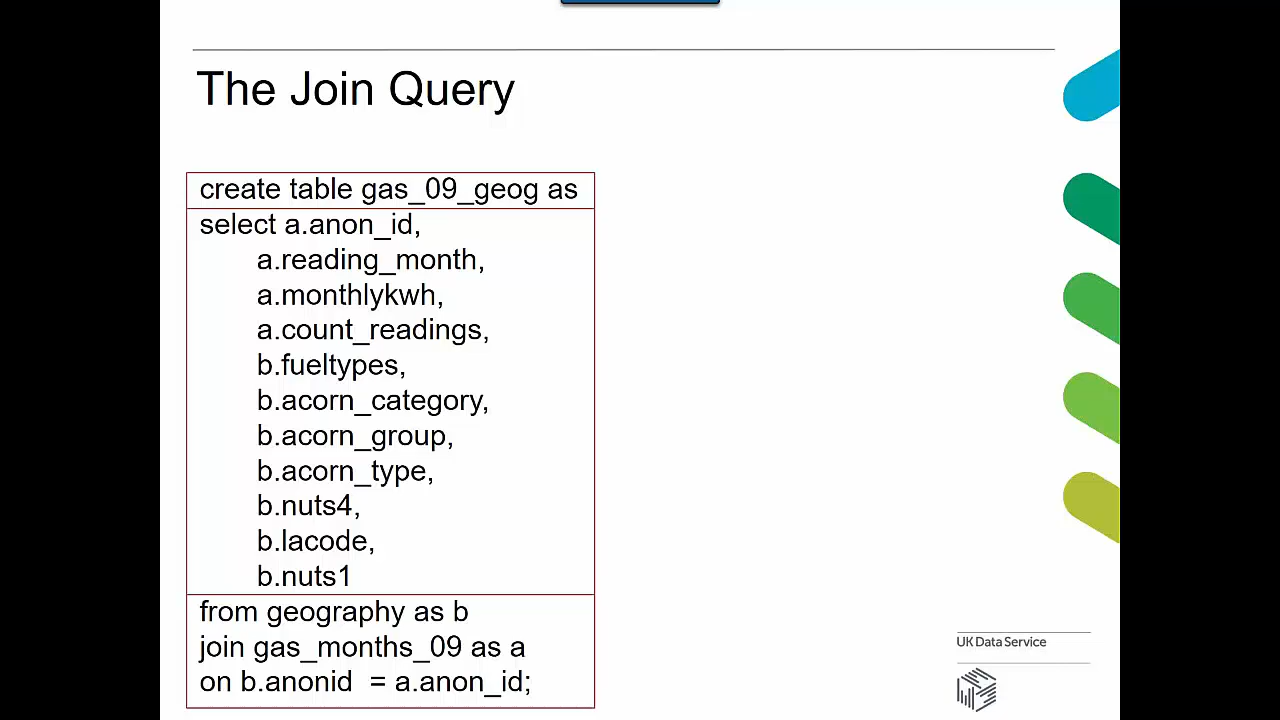 The Join Query
create table gas_09_geog as
select a.anon_id,
a.reading_month,
a.monthlykwh,
a.count_readings,
b.fueltypes,
b.acorn_category,
b.acorn_group,
b.acorn_type,
b.nuts4,
b.lacode,
b.nuts1
from geography as b
join gas_months_09 as a
on b.anonid  = a.anon_id;
UK Data Service